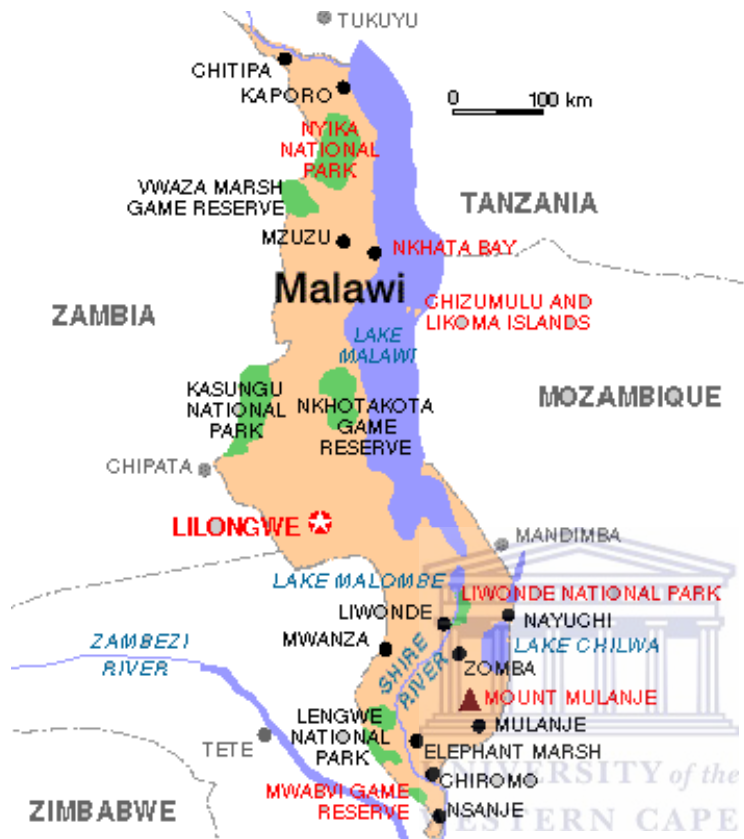 TUKUYU
CHITIPA
KAPORO
0 100 km
NYIKA
NATIONAL
PARK
VWAZA MARSH
GAME RESERVE
TANZANIA
MZUZU
NKHATA BAY
Malawi
CHIZUMULU AND
LIKOMA ISLANDS
ZAMBIA
LAKE
MALAWI
KASUNGU
NATIONAL
PARK
NKHOTAKOTA
GAME
RESERVE
MOZAMBIQUE
CHIPATA
LILONGWE
MANDIMBA
LAKE MALOMBE
LIWONDE NATIONAL PARK
LIWONDE
NAYUCHI
ZAMBEZI
RIVER
MWANZA
SHIRE
RIVER
LAKE CHILWA
ZOMBA
MOUNT MULANJE
LENGWE
NATIONAL
PARK
MULANJE
TETE
ELEPHANT MARSH
CHIROMO
MWABVI GAME
RESERVE
NSANJE
ZIMBABWE
UNIVERSITY of the
WESTERN CAPE